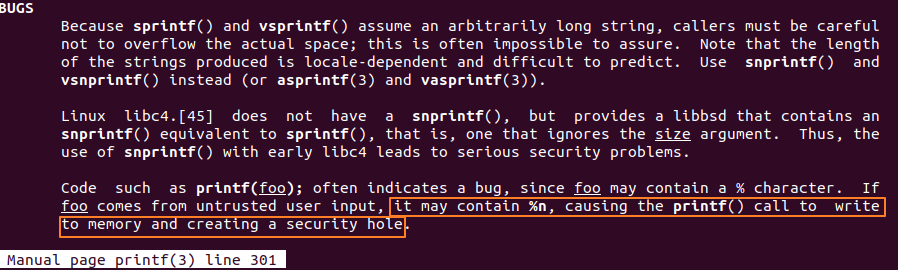 BUGS
Because sprintf() and vsprintf() assume an arbitrarily long string, callers must be careful
not to overflow the actual space; this is often impossible to assure. Note that the length
of the strings produced is locale-dependent and difficult to predict. Use snprintf() and
vsnprintf() instead (or asprintf(3) and vasprintf(3)).
Linux libc4.[45] does not have a snprintf(), but provides a libbsd that contains an
snprintf() equivalent to sprintf(), that is, one that ignores the size argument. Thus, the
use of snprintf() with early libc4 leads to serious security problems.
Code such as printf(foo); often indicates a bug, since foo may contain a % character. If
foo comes from untrusted user input, it may contain %n, causing the printf() call to write
to memory and creating a security hole.
Manual page printf(3) line 301